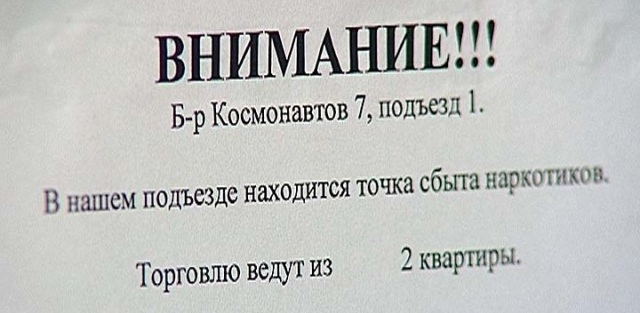 ВНИМАНИЕ!!!
Б-р Космонавтов 7, подъезд 1.
В нашем подъезде находится точка сбыта наркотиков.
Торговлю ведут из 2 квартиры.